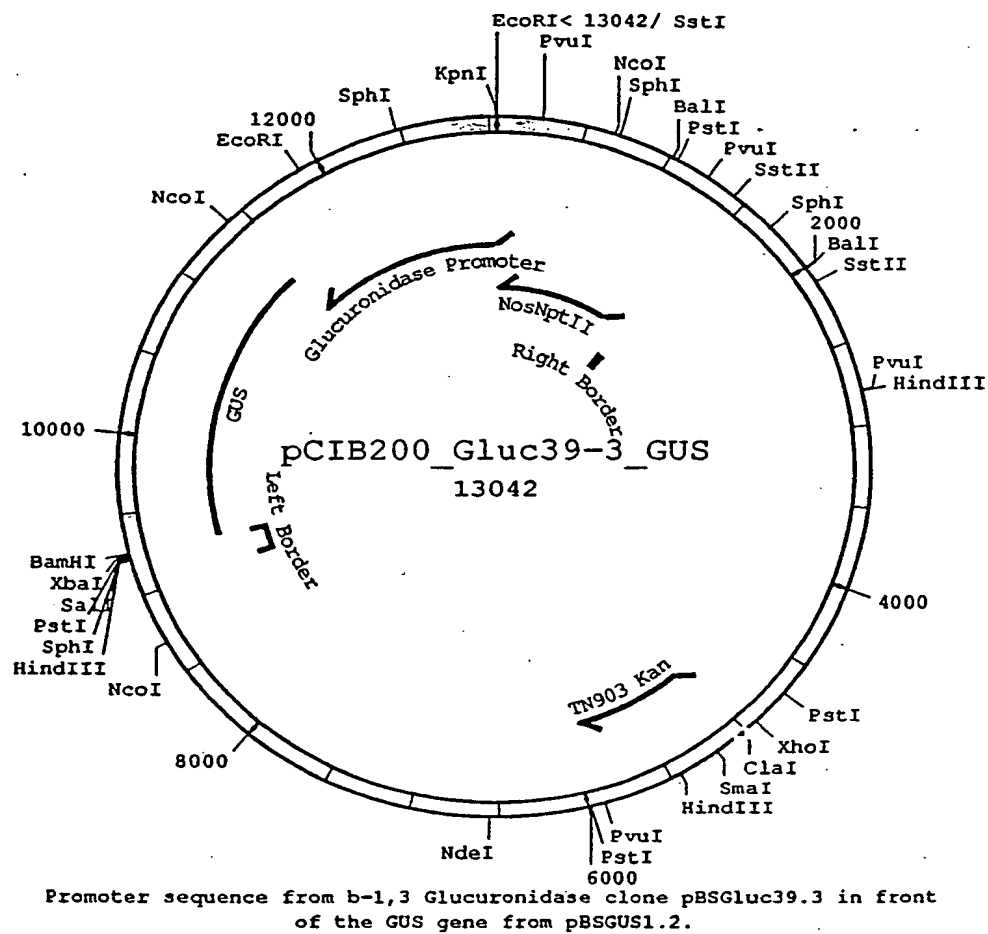 EcoRI< 13042/ SstI
PvuI
KpnI
NcoI
SphI
SphI
BalI
12000
PstI
EcoRI
PvuI
SstII
NcoI
SphI
2000
BalI
SstII
Glucuronidase Promoter
NosNptII
Right Border
PvuI
HindIII
GUS
10000
pCIB200_Gluc39-3_GUS
13042
Left Border
BamHI
XbaI
SalI
PstI
SphI
HindIII
NcoI
4000
TN903 Kan
PstI
XhoI
ClaI
SmaI
HindIII
8000
PvuI
NdeI
PstI
6000
Promoter sequence from b-1,3 Glucuronidase clone pBSGluc39.3 in front
of the GUS gene from pBSGUS1.2.